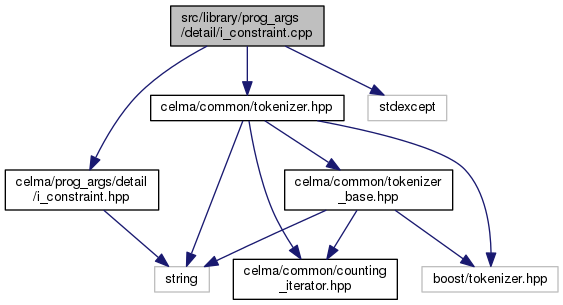 src/library/prog_args
/detail/i_constraint.cpp
celma/common/tokenizer.hpp
stdexcept
celma/prog_args/detail
/i_constraint.hpp
celma/common/tokenizer
_base.hpp
string
celma/common/counting
_iterator.hpp
boost/tokenizer.hpp